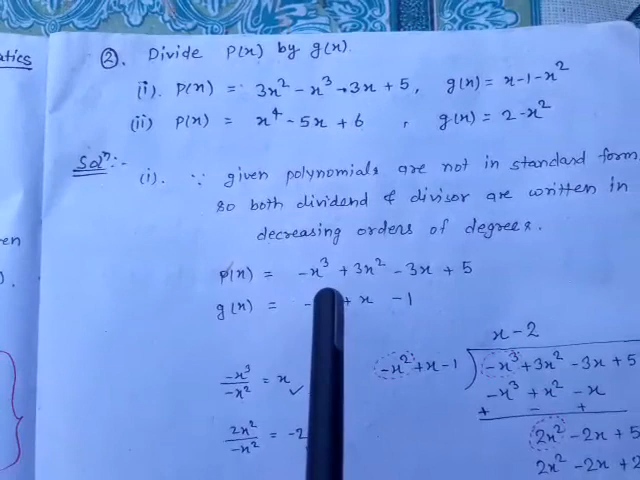 atics
②. Divide P(x) by g(x)
(i). P(x) = 3x² - x³ - 3x + 5, g(x) = x - 1 - x²
(ii) P(x) = x⁴ - 5x + 6 , g(x) = 2 - x²
Solⁿ:-
(i). ∵ given polynomials are not in standard form
so both dividend & divisor are written in
decreasing orders of degrees.
en
P(x) = -x³ + 3x² - 3x + 5
).
g(x) = - + x - 1
x - 2
-x³/-x² = x ✓ -x² + x - 1 ) -x³ + 3x² - 3x + 5
-x³ + x² - x
+ - +
2x²/-x² = -2 2x² - 2x + 5
2x² - 2x + 2